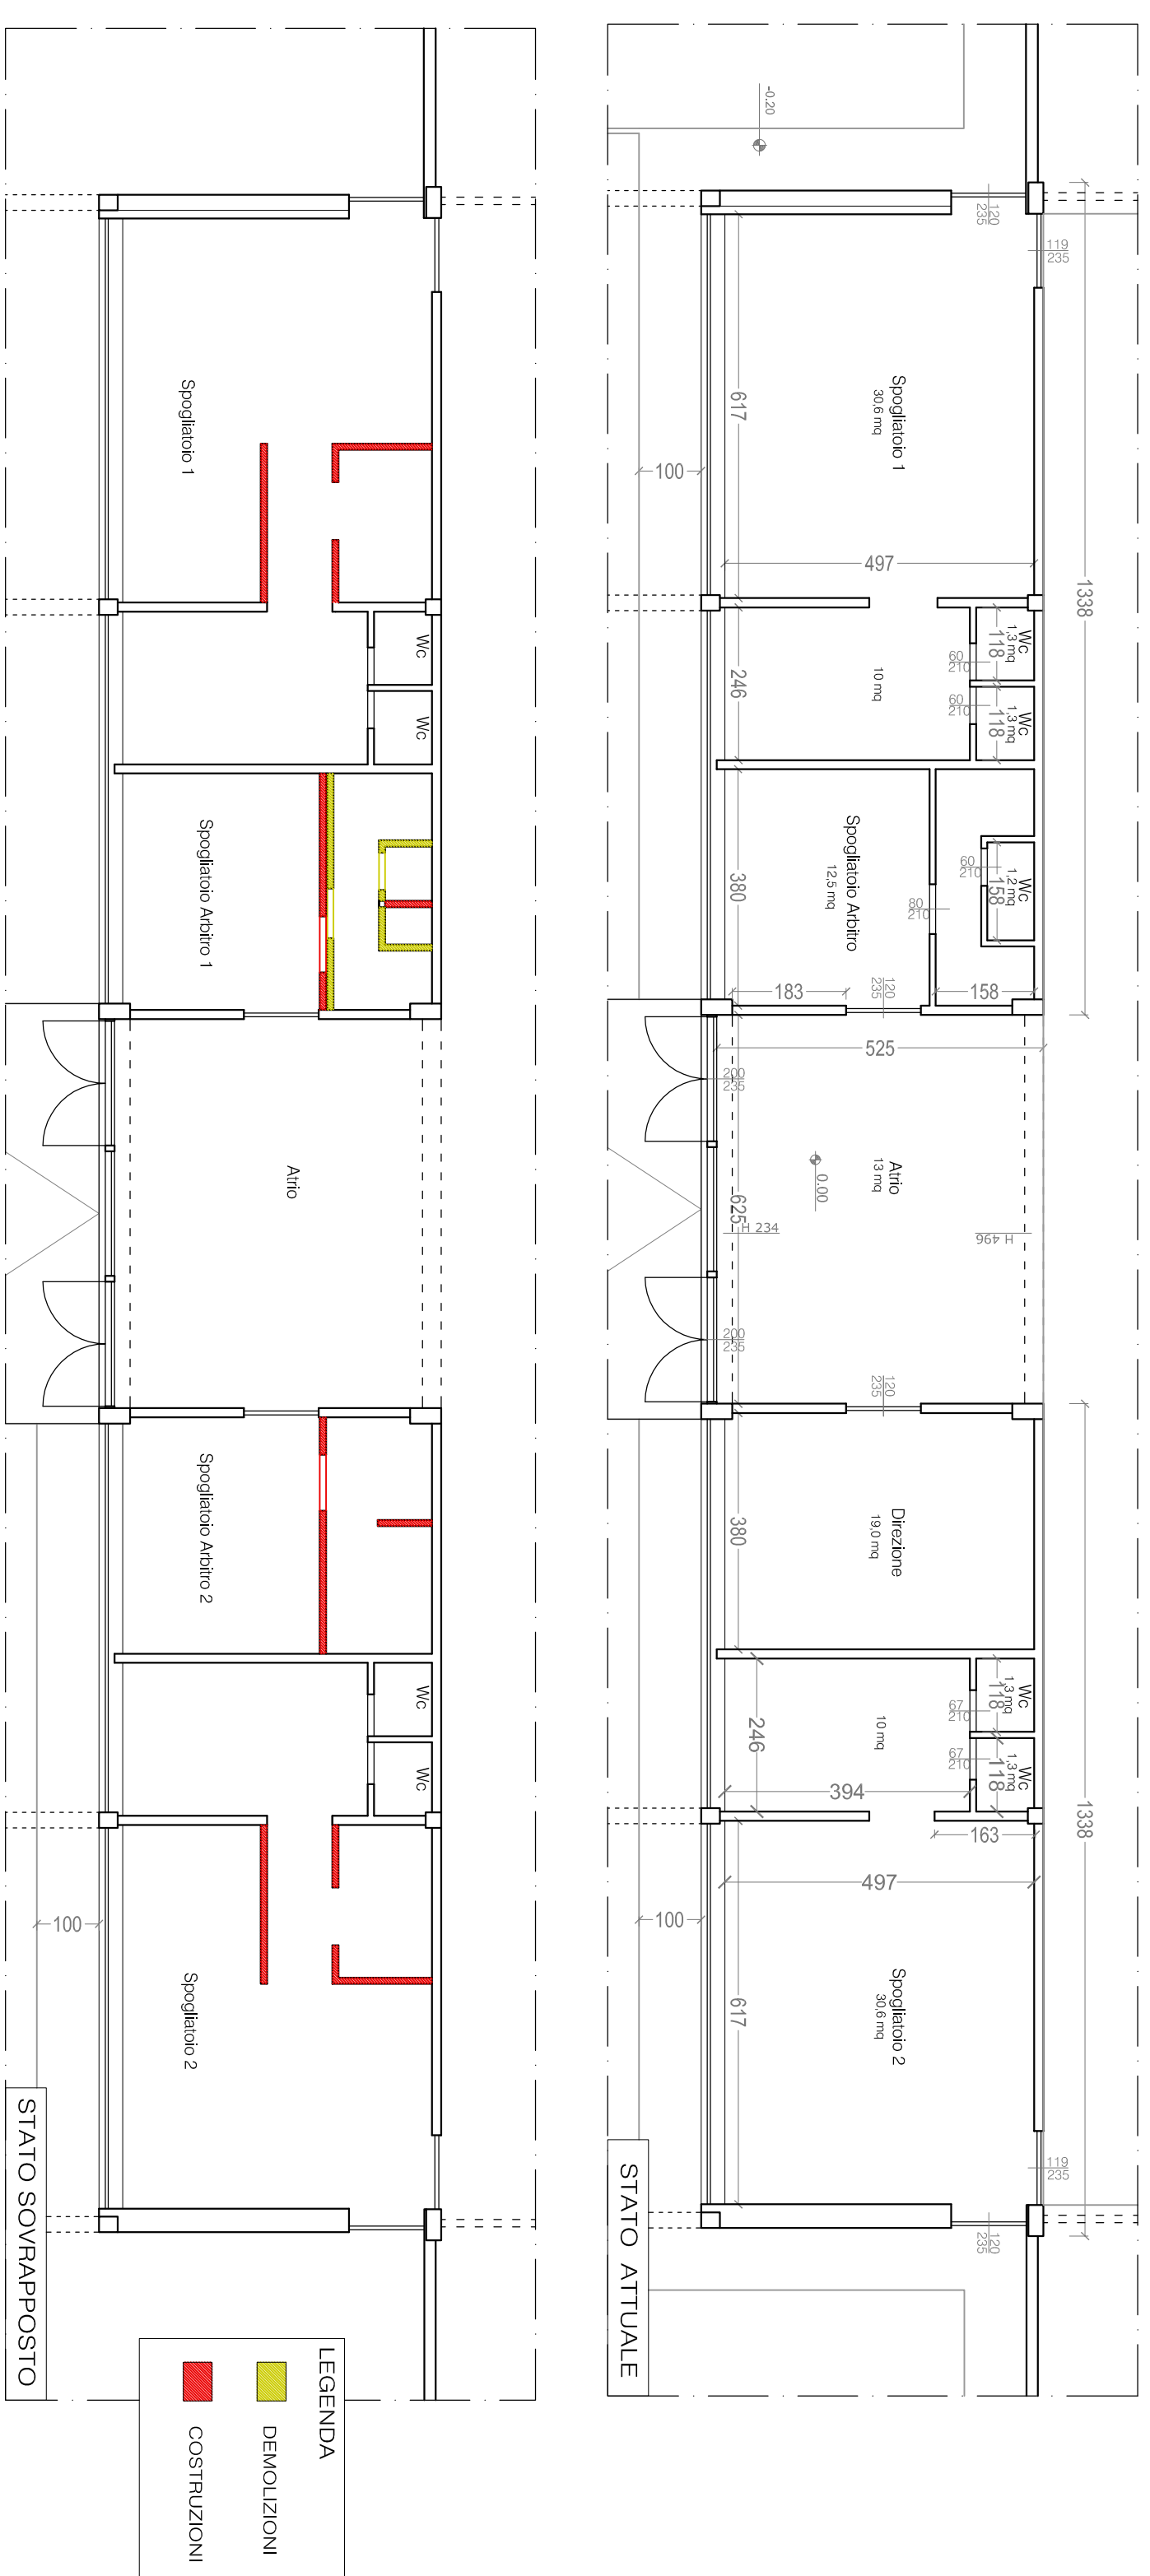 1338
1338
119
235
119
235
Wc
1,3 mq
118
Wc
1,3 mq
118
Wc
1,2 mq
158
Wc
1,3 mq
118
Wc
1,3 mq
118
120
235
60
210
60
210
60
210
158
H 496
67
210
67
210
163
120
235
80
210
Spogliatoio 1
30,6 mq
497
10 mq
Spogliatoio Arbitro
12,5 mq
120
235
525
Atrio
13 mq
120
235
Direzione
19,0 mq
10 mq
394
497
Spogliatoio 2
30,6 mq
-0.20
183
0.00
246
617
246
380
200
235
625
H 234
200
235
380
617
100
100
STATO ATTUALE
Wc
Wc
Wc
Wc
Atrio
Spogliatoio 1
Spogliatoio Arbitro 1
Spogliatoio Arbitro 2
Spogliatoio 2
100
STATO SOVRAPPOSTO
LEGENDA
DEMOLIZIONI
COSTRUZIONI